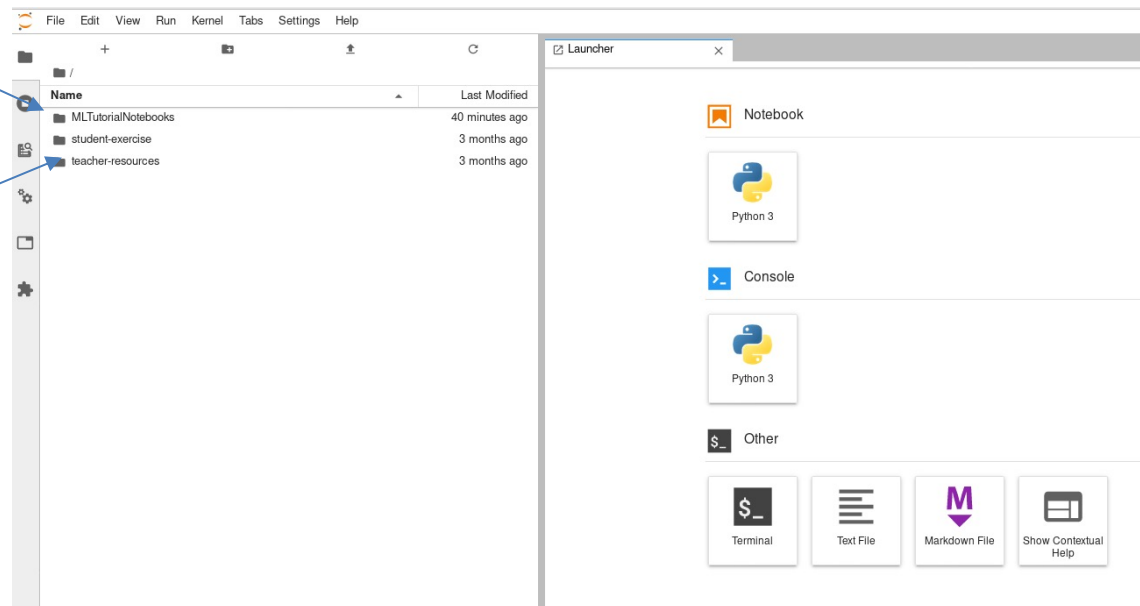 File Edit View Run Kernel Tabs Settings Help
Launcher
/
Name Last Modified
MLTutorialNotebooks 40 minutes ago
student-exercise 3 months ago
teacher-resources 3 months ago
Notebook
Python 3
>_ Console
Python 3
$_ Other
$_
M
Terminal
Text File
Markdown File
Show Contextual
Help